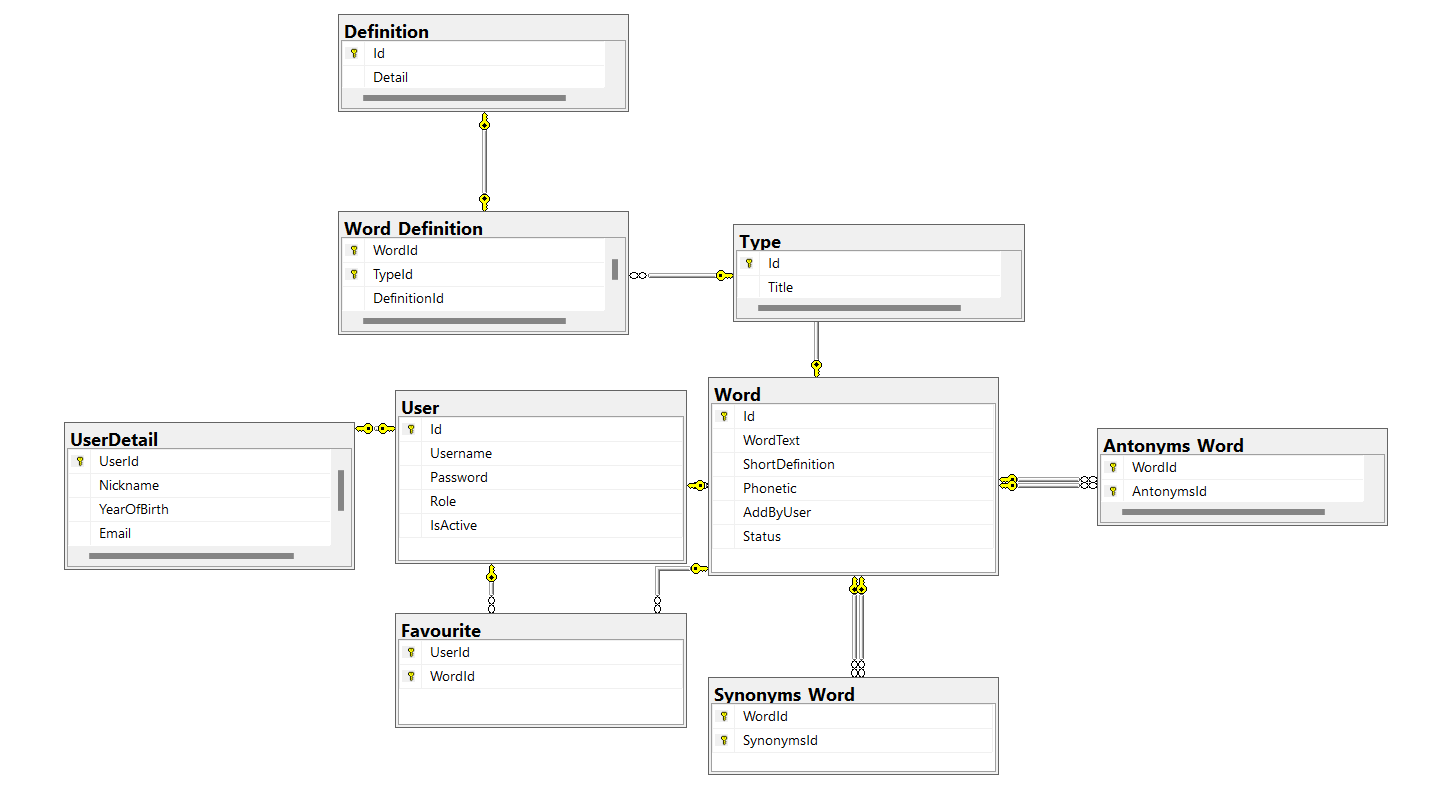 Definition
Id
Detail
Word Definition
WordId
TypeId
DefinitionId
Type
Id
Title
UserDetail
UserId
Nickname
YearOfBirth
Email
User
Id
Username
Password
Role
IsActive
Word
Id
WordText
ShortDefinition
Phonetic
AddByUser
Status
Antonyms Word
WordId
AntonymsId
Favourite
UserId
WordId
Synonyms Word
WordId
SynonymsId